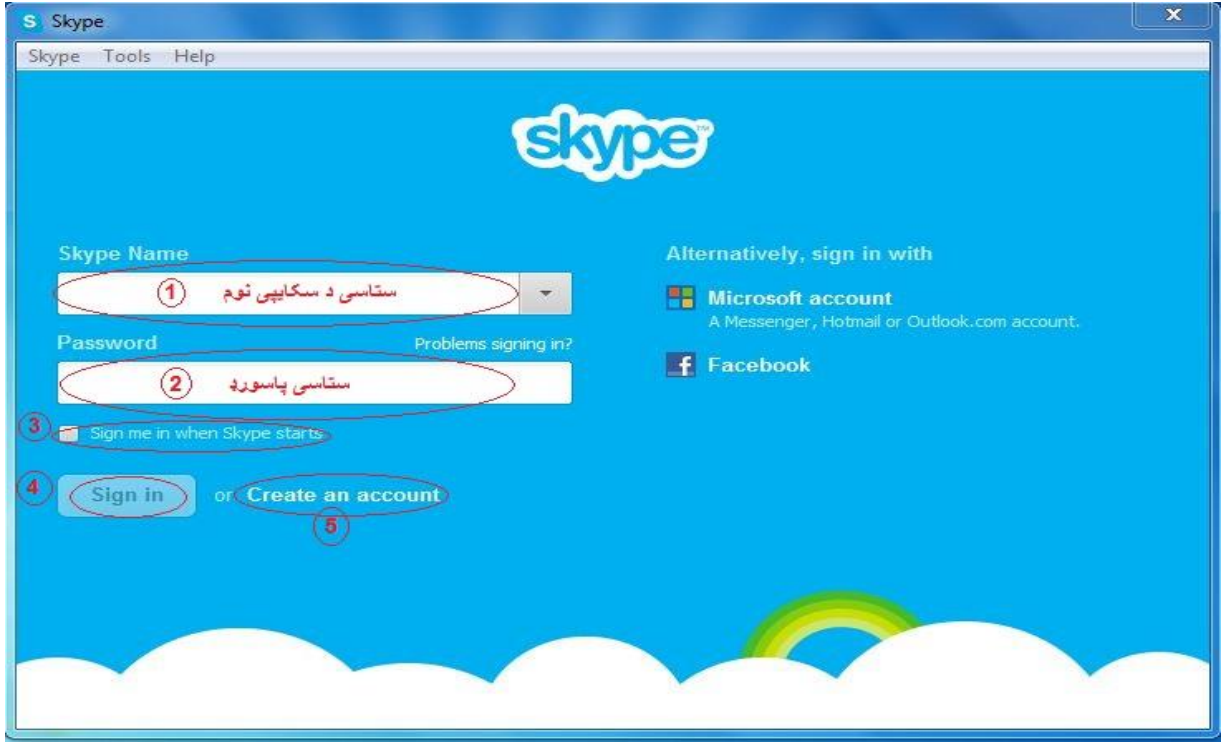 Skype
Skype Tools Help
skype™
Skype Name
1 ستاسی د سکایپی نوم
Password Problems signing in?
2 ستاسی پاسورډ
3 Sign me in when Skype starts
4 Sign in or Create an account
5
Alternatively, sign in with
Microsoft account
A Messenger, Hotmail or Outlook.com account.
Facebook